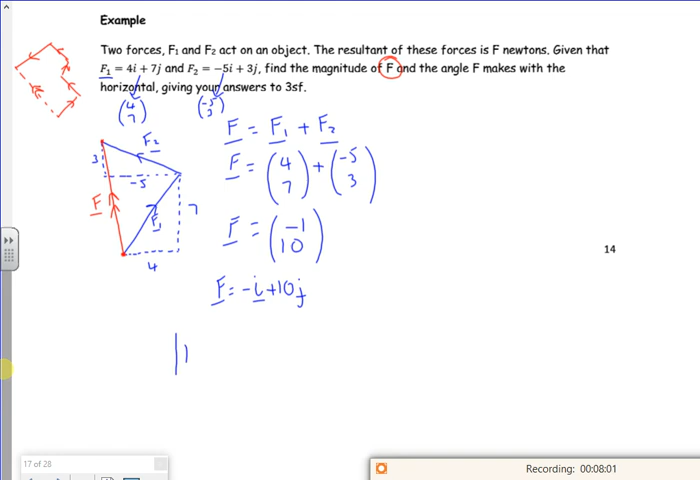 Example
Two forces, F₁ and F₂ act on an object. The resultant of these forces is F newtons. Given that
F₁ = 4i + 7j and F₂ = −5i + 3j, find the magnitude of F and the angle F makes with the
horizontal, giving your answers to 3sf.
(4
7)
(-5
3)
F = F₁ + F₂
F = (4
7) + (-5
3)
F = (-1
10)
F = -i + 10j
F₂
3
-5
F
F₁
7
4
14
17 of 28
Recording: 00:08:01